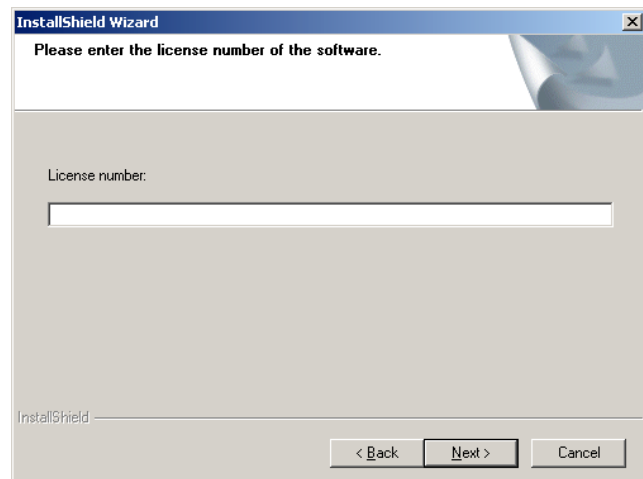 InstallShield Wizard
Please enter the license number of the software.
License number:
InstallShield
< Back Next > Cancel